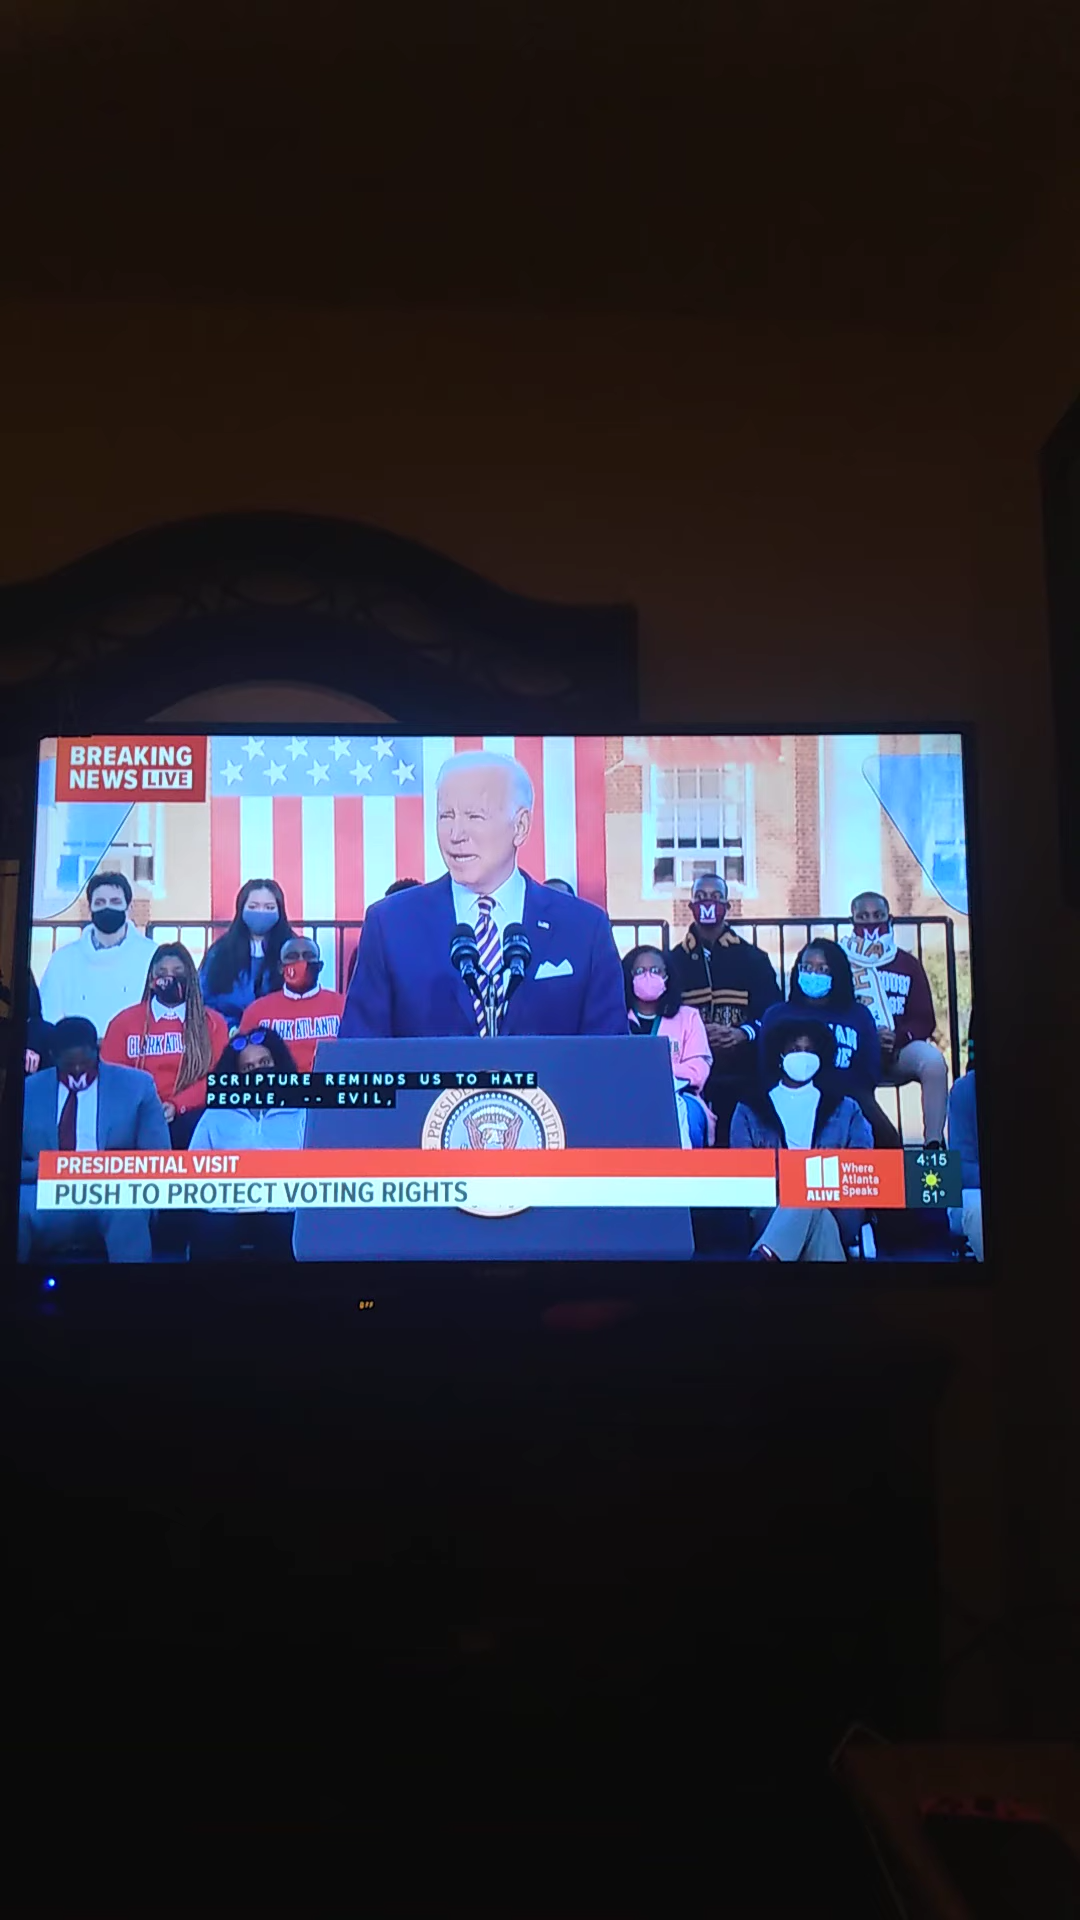 BREAKING
NEWS LIVE
M
M
CLARK ATLANTA
M
SCRIPTURE REMINDS US TO HATE
PEOPLE, -- EVIL,
UNITED
PRESIDENTIAL VISIT
PUSH TO PROTECT VOTING RIGHTS
11
ALIVE
Where
Atlanta
Speaks
4:15
51°